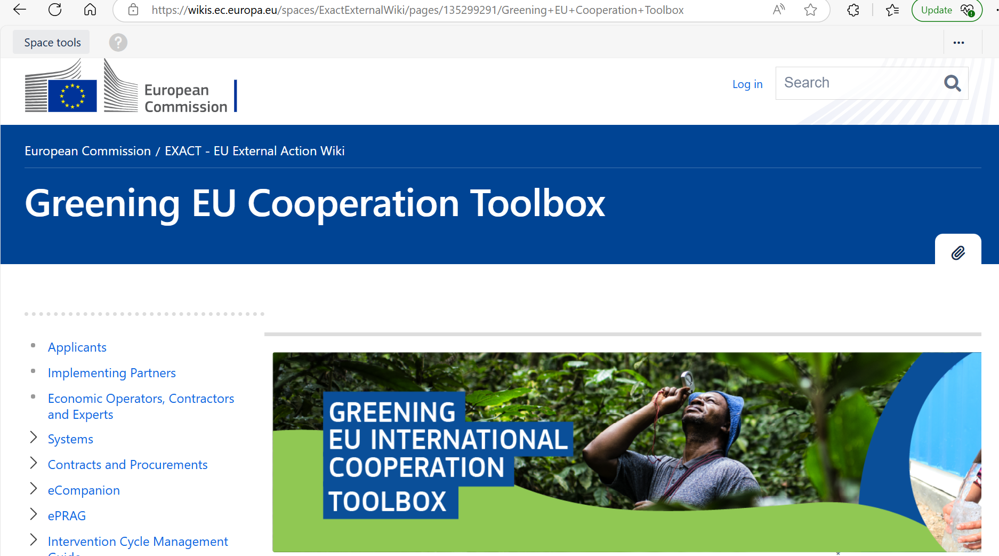 https://wikis.ec.europa.eu/spaces/ExactExternalWiki/pages/135299291/Greening+EU+Cooperation+Toolbox
Update
Space tools
European
Commission
Log in
Search
European Commission / EXACT - EU External Action Wiki
Greening EU Cooperation Toolbox
Applicants
Implementing Partners
Economic Operators, Contractors
and Experts
Systems
Contracts and Procurements
eCompanion
ePRAG
Intervention Cycle Management
Guide
GREENING
EU INTERNATIONAL
COOPERATION
TOOLBOX